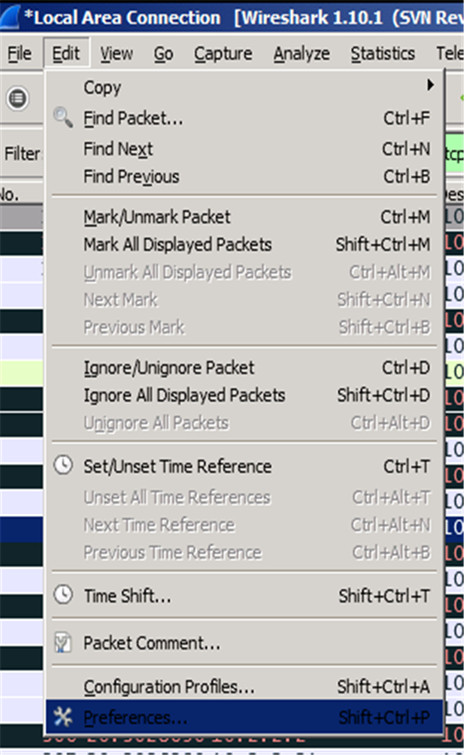 *Local Area Connection [Wireshark 1.10.1 (SVN Rev
File Edit View Go Capture Analyze Statistics Tele
Filter
tcp
No.
Copy
Find Packet... Ctrl+F
Find Next Ctrl+N
Find Previous Ctrl+B
Mark/Unmark Packet Ctrl+M
Mark All Displayed Packets Shift+Ctrl+M
Unmark All Displayed Packets Ctrl+Alt+M
Next Mark Shift+Ctrl+N
Previous Mark Shift+Ctrl+B
Ignore/Unignore Packet Ctrl+D
Ignore All Displayed Packets Shift+Ctrl+D
Unignore All Packets Ctrl+Alt+D
Set/Unset Time Reference Ctrl+T
Unset All Time References Ctrl+Alt+T
Next Time Reference Ctrl+Alt+N
Previous Time Reference Ctrl+Alt+B
Time Shift... Shift+Ctrl+T
Packet Comment...
Configuration Profiles... Shift+Ctrl+A
Preferences... Shift+Ctrl+P